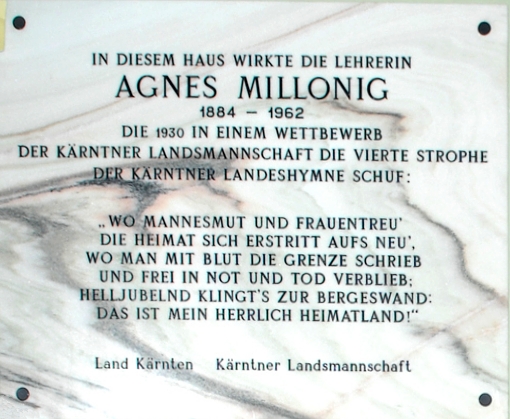 IN DIESEM HAUS WIRKTE DIE LEHRERIN
AGNES MILLONIG
1884 – 1962
DIE 1930 IN EINEM WETTBEWERB
DER KÄRNTNER LANDSMANNSCHAFT DIE VIERTE STROPHE
DER KÄRNTNER LANDESHYMNE SCHUF:
„WO MANNESMUT UND FRAUENTREU'
DIE HEIMAT SICH ERSTRITT AUFS NEU',
WO MAN MIT BLUT DIE GRENZE SCHRIEB
UND FREI IN NOT UND TOD VERBLIEB;
HELLJUBELND KLINGT'S ZUR BERGESWAND:
DAS IST MEIN HERRLICH HEIMATLAND!“
Land Kärnten Kärntner Landsmannschaft